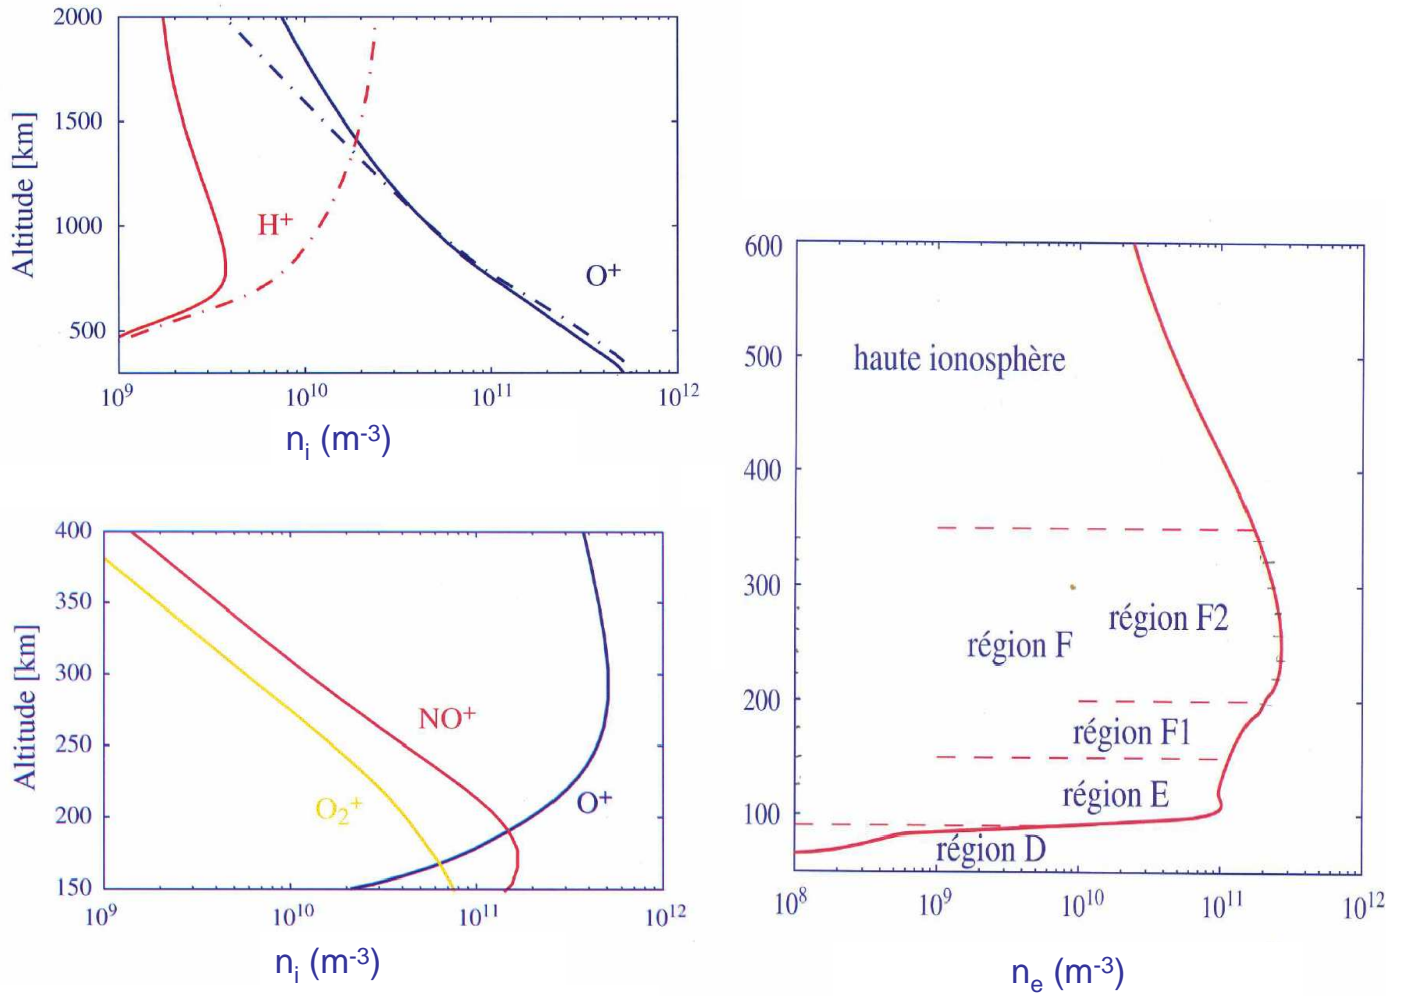 2000
1500
1000
500
Altitude [km]
H+
O+
10^9
10^10
10^11
10^12
n_i (m^-3)
400
350
300
250
200
150
Altitude [km]
NO+
O_2^+
O+
10^9
10^10
10^11
10^12
n_i (m^-3)
600
500
400
300
200
100
haute ionosphère
région F2
région F
région F1
région E
région D
10^8
10^9
10^10
10^11
10^12
n_e (m^-3)